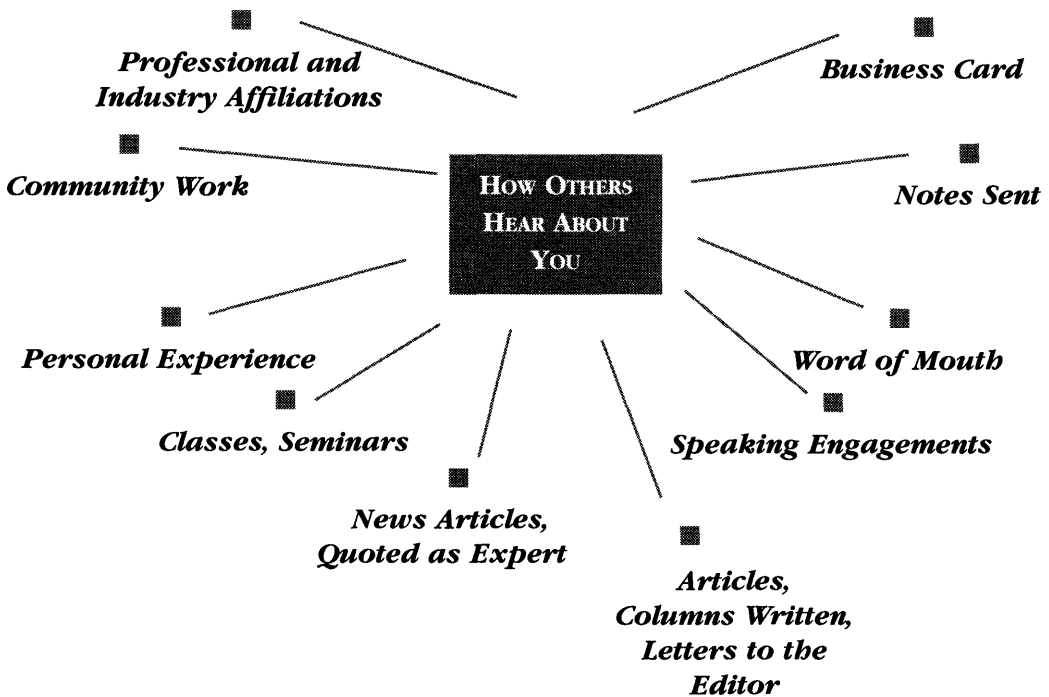 Professional and
Industry Affiliations
Business Card
Community Work
HOW OTHERS
HEAR ABOUT
YOU
Notes Sent
Personal Experience
Word of Mouth
Classes, Seminars
Speaking Engagements
News Articles,
Quoted as Expert
Articles,
Columns Written,
Letters to the
Editor